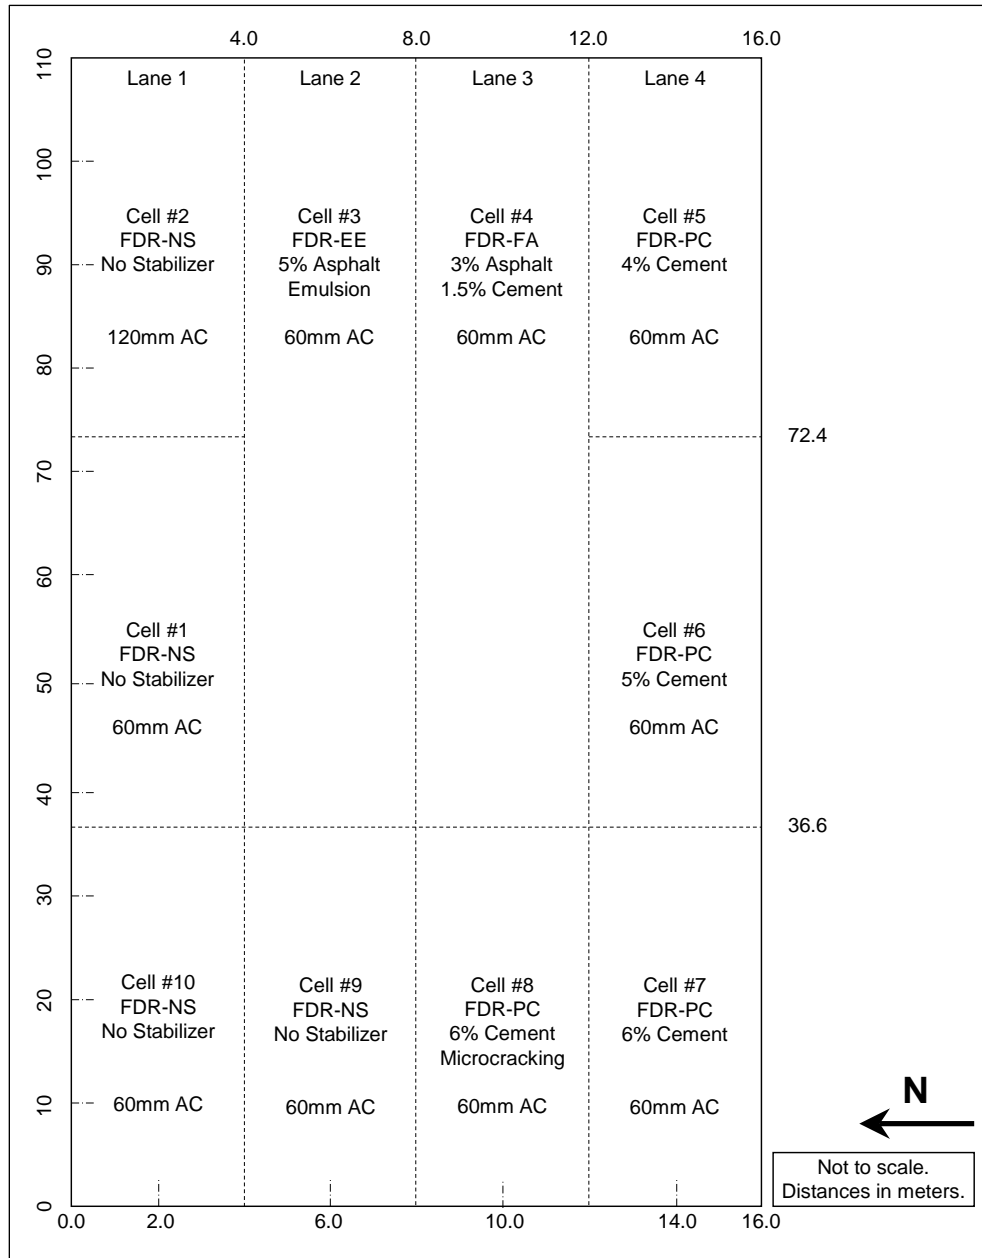 4.0 8.0 12.0 16.0
110
Lane 1 Lane 2 Lane 3 Lane 4
100
Cell #2
FDR-NS
No Stabilizer
120mm AC
Cell #3
FDR-EE
5% Asphalt
Emulsion
60mm AC
Cell #4
FDR-FA
3% Asphalt
1.5% Cement
60mm AC
Cell #5
FDR-PC
4% Cement
60mm AC
90
80
72.4
70
60
Cell #1
FDR-NS
No Stabilizer
60mm AC
Cell #6
FDR-PC
5% Cement
60mm AC
50
40
36.6
30
Cell #10
FDR-NS
No Stabilizer
60mm AC
Cell #9
FDR-NS
No Stabilizer
60mm AC
Cell #8
FDR-PC
6% Cement
Microcracking
60mm AC
Cell #7
FDR-PC
6% Cement
60mm AC
20
10
N
Not to scale.
Distances in meters.
0
0.0 2.0 6.0 10.0 14.0 16.0